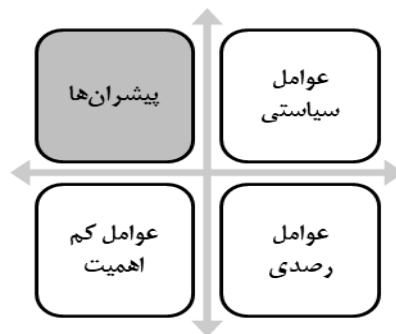 عوامل
سیاستی
پیشران‌ها
عوامل
رصدی
عوامل کم
اهمیت